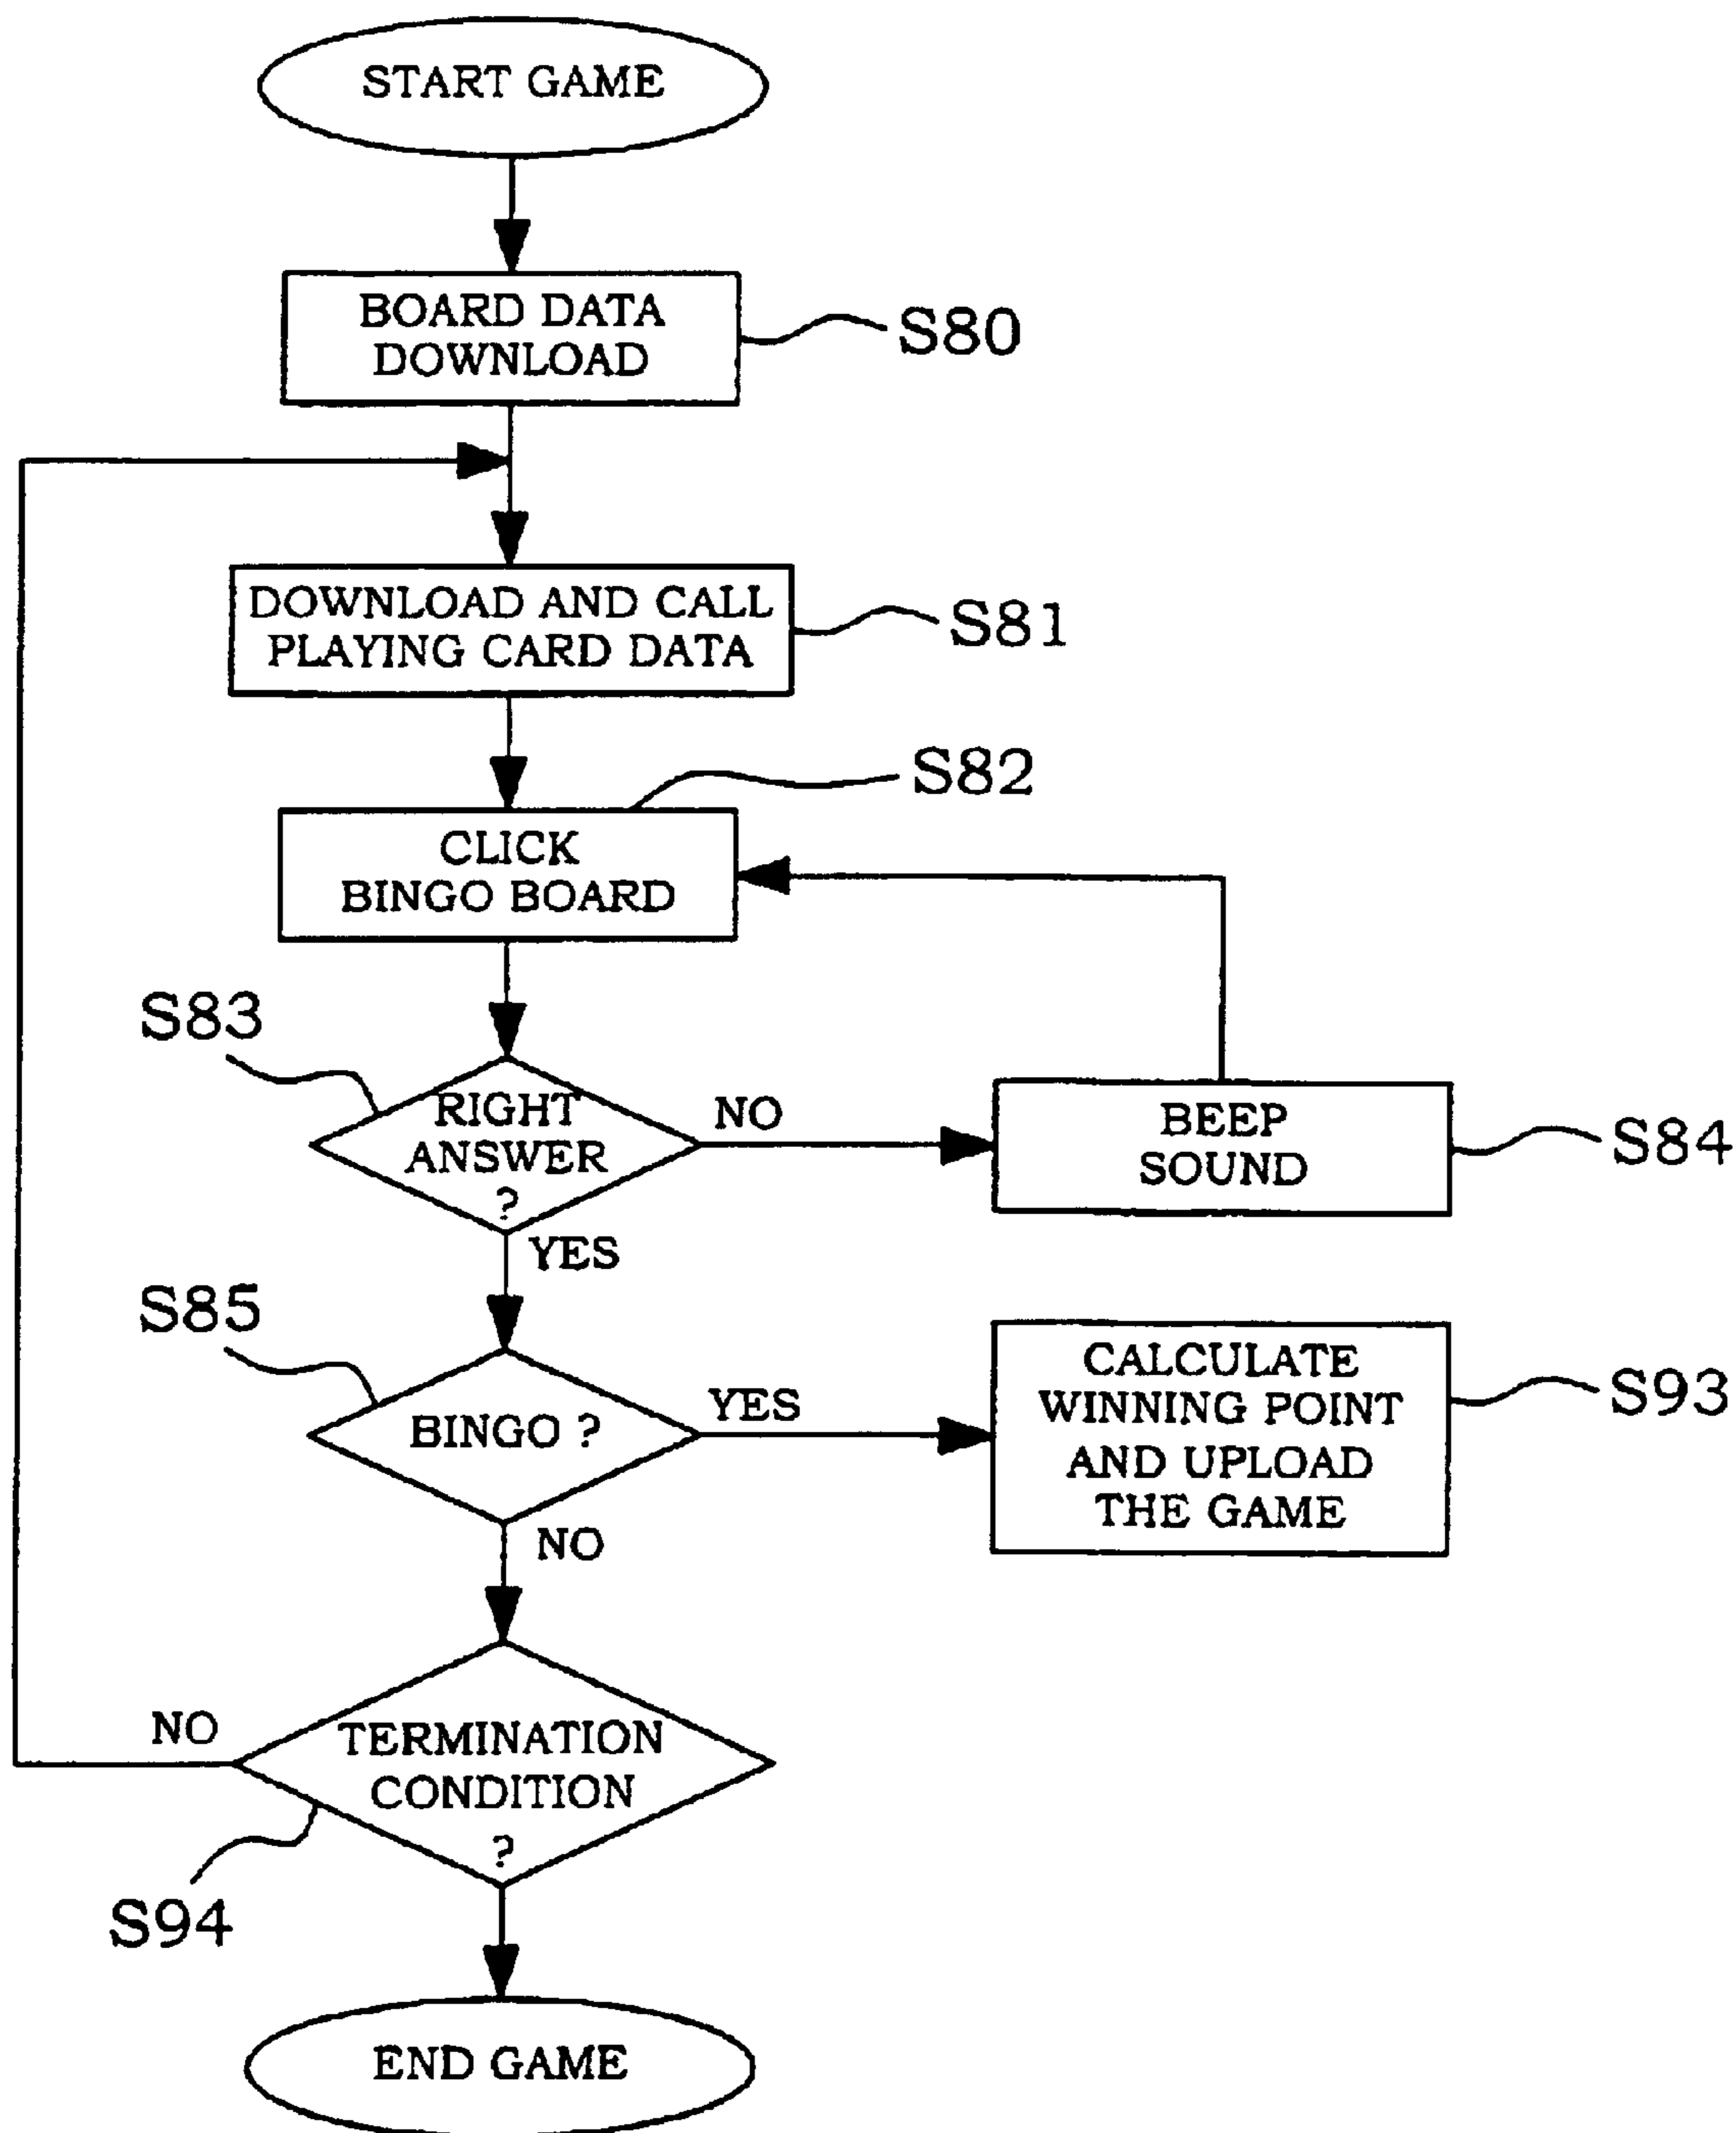 START GAME
BOARD DATA
DOWNLOAD
S80
DOWNLOAD AND CALL
PLAYING CARD DATA
S81
S82
CLICK
BINGO BOARD
S83
RIGHT
ANSWER
?
NO
BEEP
SOUND
S84
YES
S85
BINGO ?
YES
CALCULATE
WINNING POINT
AND UPLOAD
THE GAME
S93
NO
TERMINATION
CONDITION
?
NO
S94
END GAME